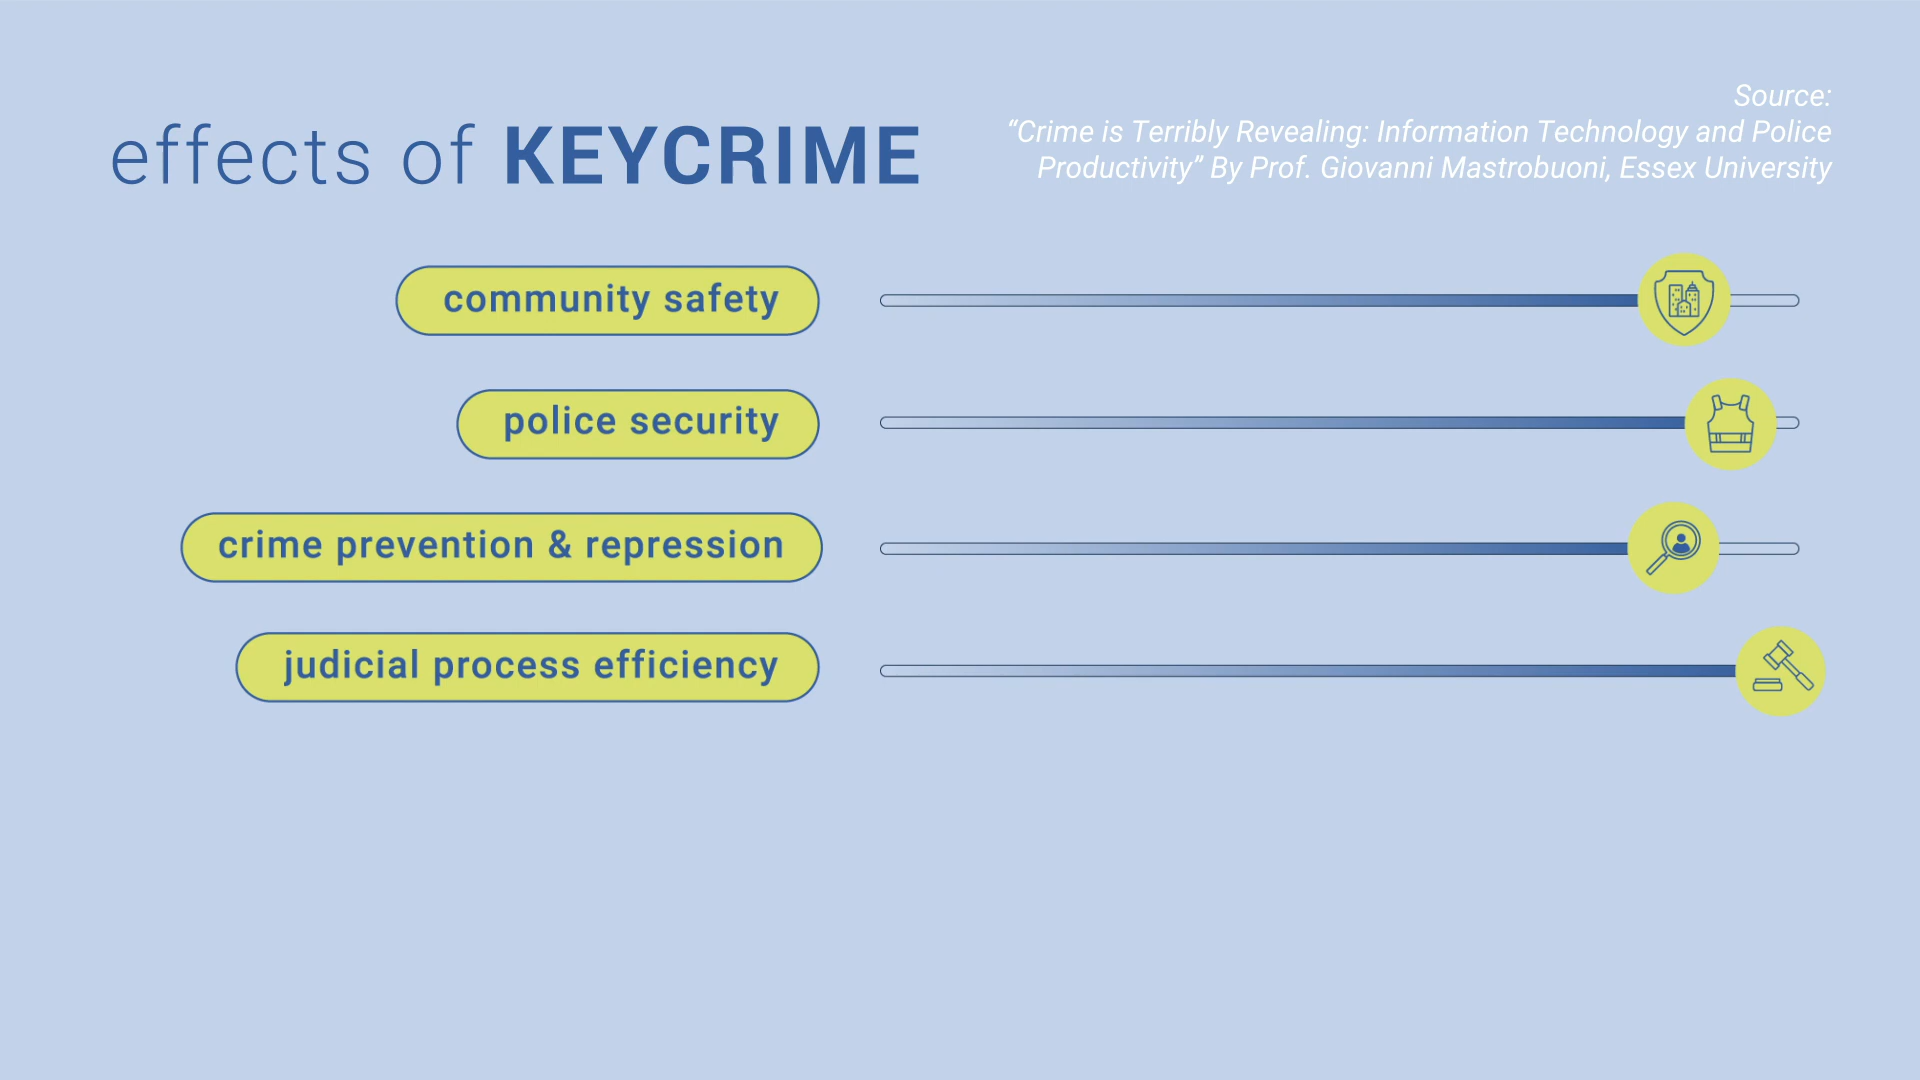 effects of KEYCRIME
Source:
“Crime is Terribly Revealing: Information Technology and Police
Productivity” By Prof. Giovanni Mastrobuoni, Essex University
community safety
police security
crime prevention & repression
judicial process efficiency